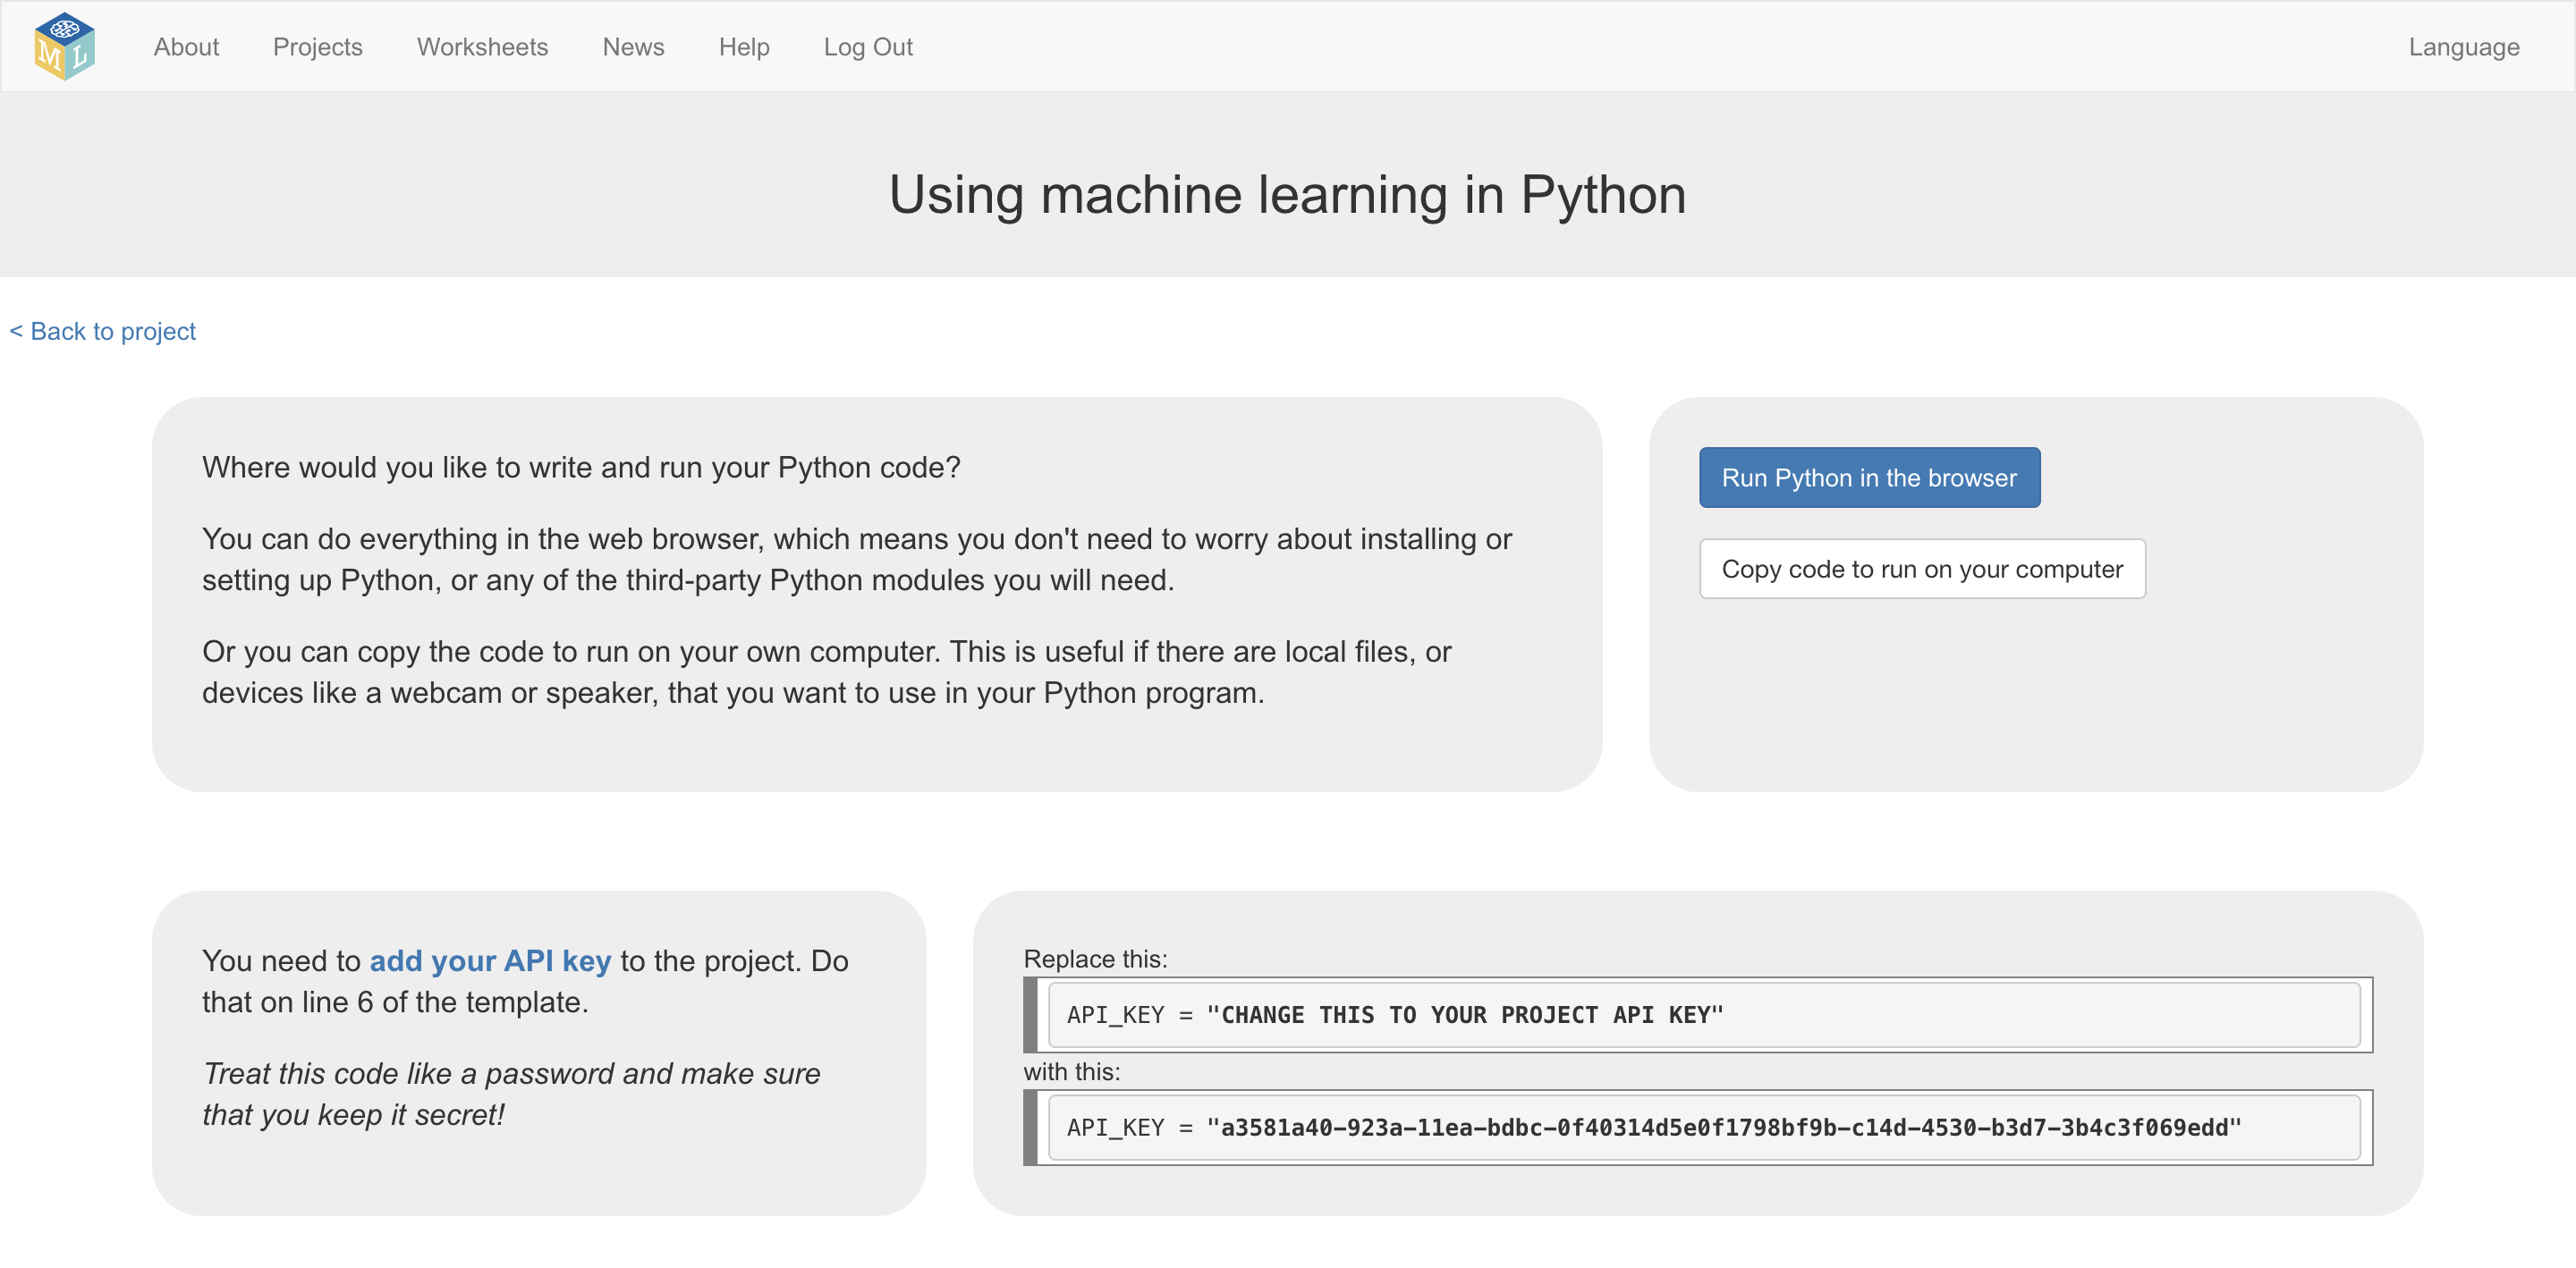 M L
About Projects Worksheets News Help Log Out Language
Using machine learning in Python
< Back to project
Where would you like to write and run your Python code?
You can do everything in the web browser, which means you don't need to worry about installing or
setting up Python, or any of the third-party Python modules you will need.
Or you can copy the code to run on your own computer. This is useful if there are local files, or
devices like a webcam or speaker, that you want to use in your Python program.
Run Python in the browser
Copy code to run on your computer
You need to add your API key to the project. Do
that on line 6 of the template.
Treat this code like a password and make sure
that you keep it secret!
Replace this:
API_KEY = "CHANGE THIS TO YOUR PROJECT API KEY"
with this:
API_KEY = "a3581a40-923a-11ea-bdbc-0f40314d5e0f1798bf9b-c14d-4530-b3d7-3b4c3f069edd"